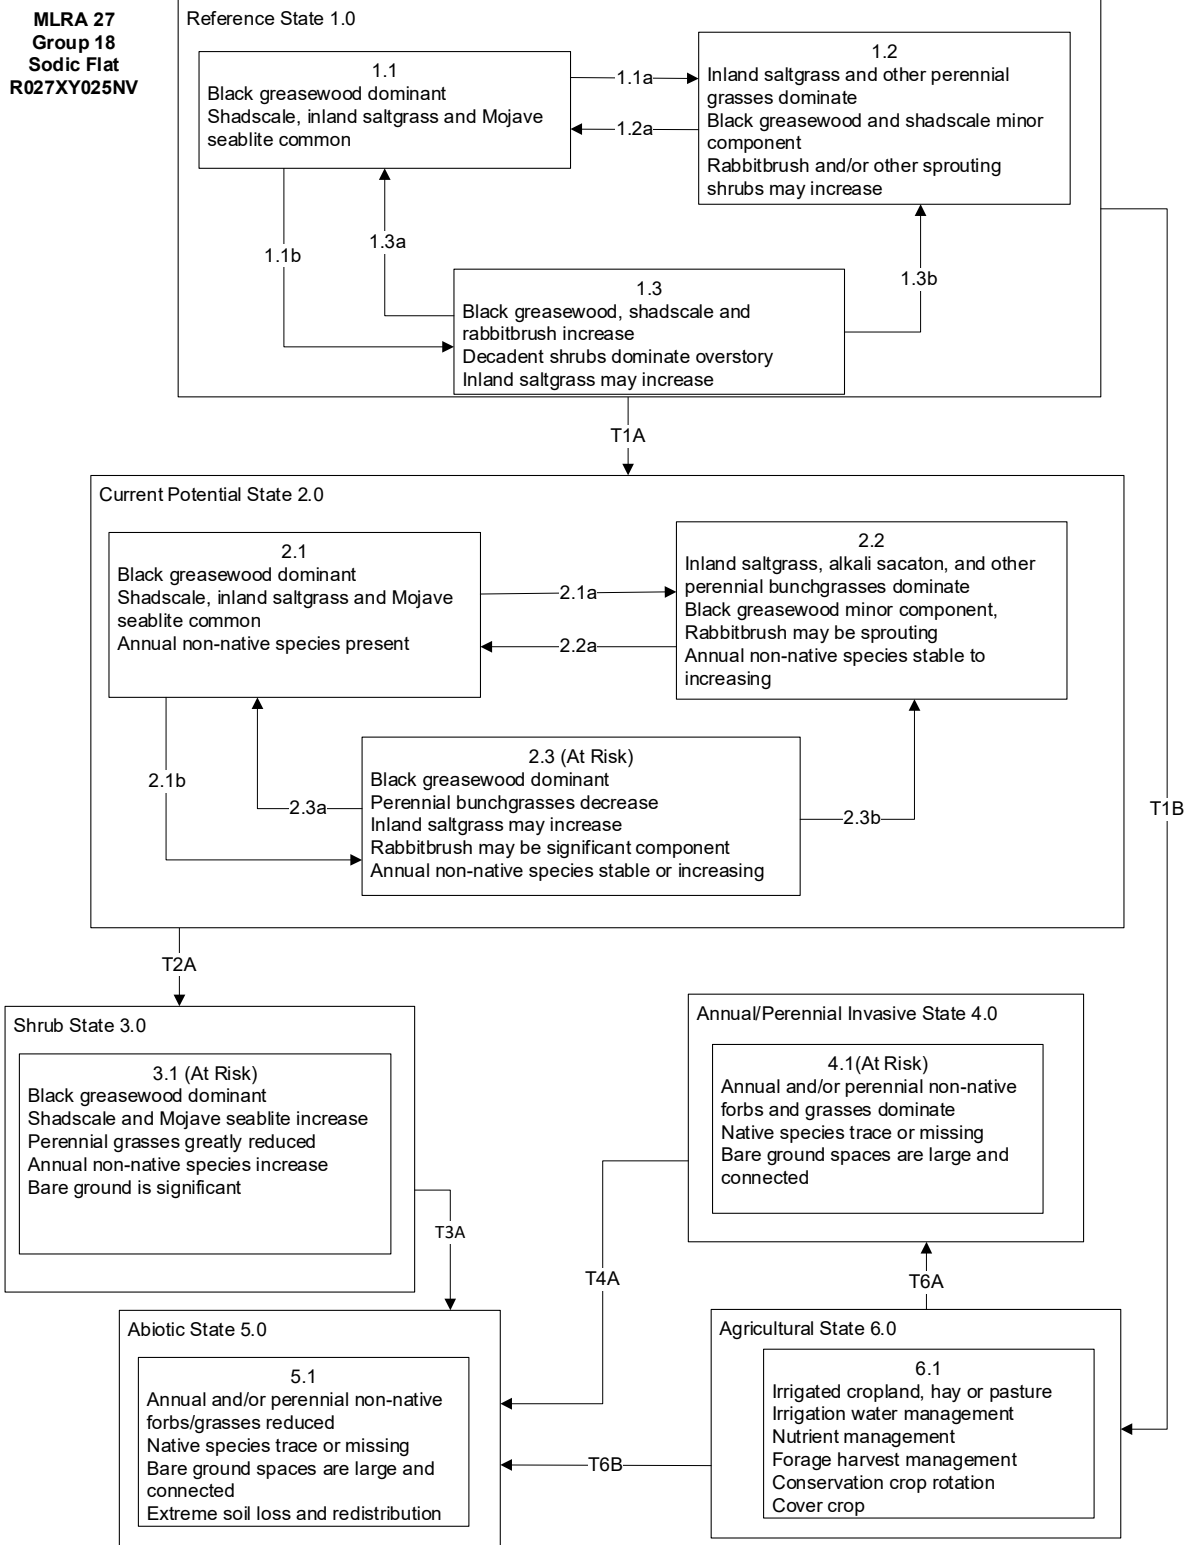 MLRA 27
Group 18
Sodic Flat
R027XY025NV
Reference State 1.0
1.1
Black greasewood dominant
Shadscale, inland saltgrass and Mojave
seablite common
1.1a
1.2a
1.2
Inland saltgrass and other perennial
grasses dominate
Black greasewood and shadscale minor
component
Rabbitbrush and/or other sprouting
shrubs may increase
1.1b
1.3a
1.3b
1.3
Black greasewood, shadscale and
rabbitbrush increase
Decadent shrubs dominate overstory
Inland saltgrass may increase
T1A
T1B
Current Potential State 2.0
2.1
Black greasewood dominant
Shadscale, inland saltgrass and Mojave
seablite common
Annual non-native species present
2.1a
2.2a
2.2
Inland saltgrass, alkali sacaton, and other
perennial bunchgrasses dominate
Black greasewood minor component,
Rabbitbrush may be sprouting
Annual non-native species stable to
increasing
2.1b
2.3a
2.3b
2.3 (At Risk)
Black greasewood dominant
Perennial bunchgrasses decrease
Inland saltgrass may increase
Rabbitbrush may be significant component
Annual non-native species stable or increasing
T2A
Shrub State 3.0
3.1 (At Risk)
Black greasewood dominant
Shadscale and Mojave seablite increase
Perennial grasses greatly reduced
Annual non-native species increase
Bare ground is significant
T3A
Annual/Perennial Invasive State 4.0
4.1(At Risk)
Annual and/or perennial non-native
forbs and grasses dominate
Native species trace or missing
Bare ground spaces are large and
connected
T4A
T6A
Abiotic State 5.0
5.1
Annual and/or perennial non-native
forbs/grasses reduced
Native species trace or missing
Bare ground spaces are large and
connected
Extreme soil loss and redistribution
T6B
Agricultural State 6.0
6.1
Irrigated cropland, hay or pasture
Irrigation water management
Nutrient management
Forage harvest management
Conservation crop rotation
Cover crop